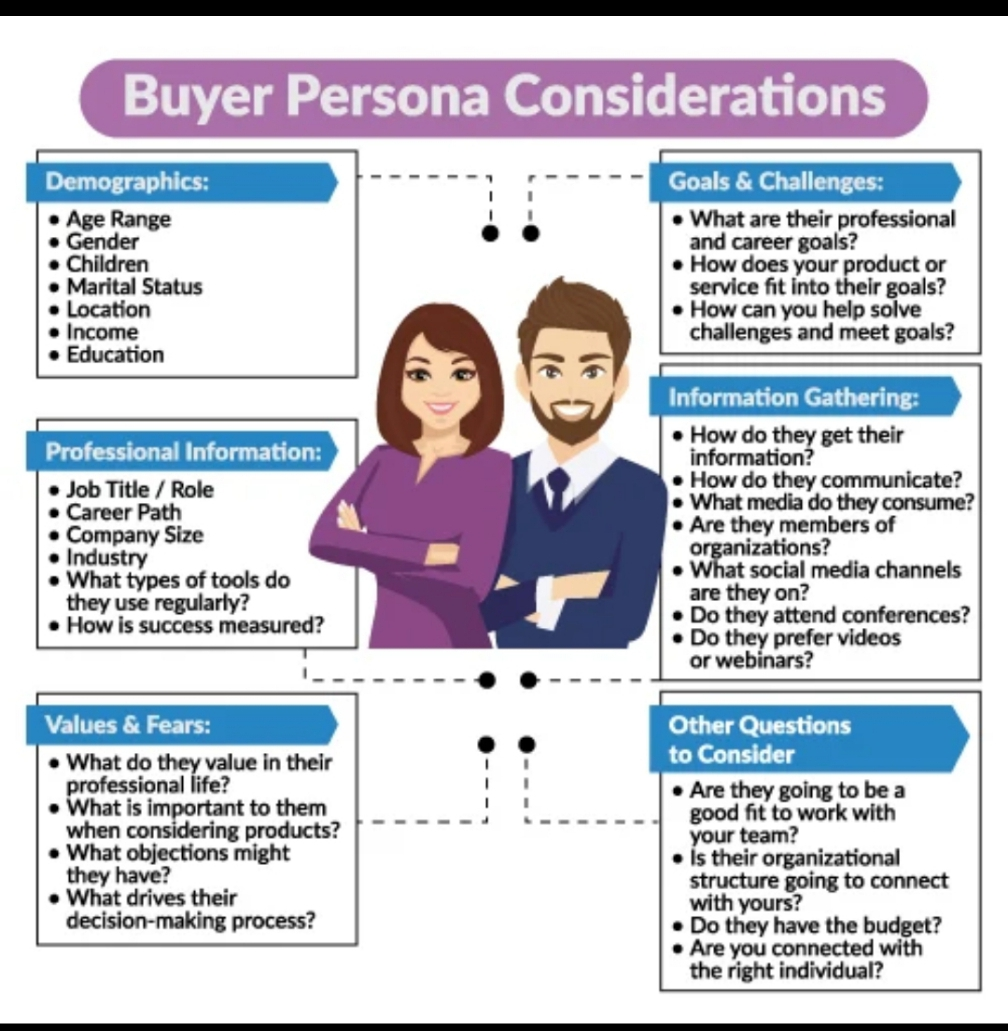 Buyer Persona Considerations
Demographics:
• Age Range
• Gender
• Children
• Marital Status
• Location
• Income
• Education
Professional Information:
• Job Title / Role
• Career Path
• Company Size
• Industry
• What types of tools do
they use regularly?
• How is success measured?
Values & Fears:
• What do they value in their
professional life?
• What is important to them
when considering products?
• What objections might
they have?
• What drives their
decision-making process?
Goals & Challenges:
• What are their professional
and career goals?
• How does your product or
service fit into their goals?
• How can you help solve
challenges and meet goals?
Information Gathering:
• How do they get their
information?
• How do they communicate?
• What media do they consume?
• Are they members of
organizations?
• What social media channels
are they on?
• Do they attend conferences?
• Do they prefer videos
or webinars?
Other Questions
to Consider
• Are they going to be a
good fit to work with
your team?
• Is their organizational
structure going to connect
with yours?
• Do they have the budget?
• Are you connected with
the right individual?